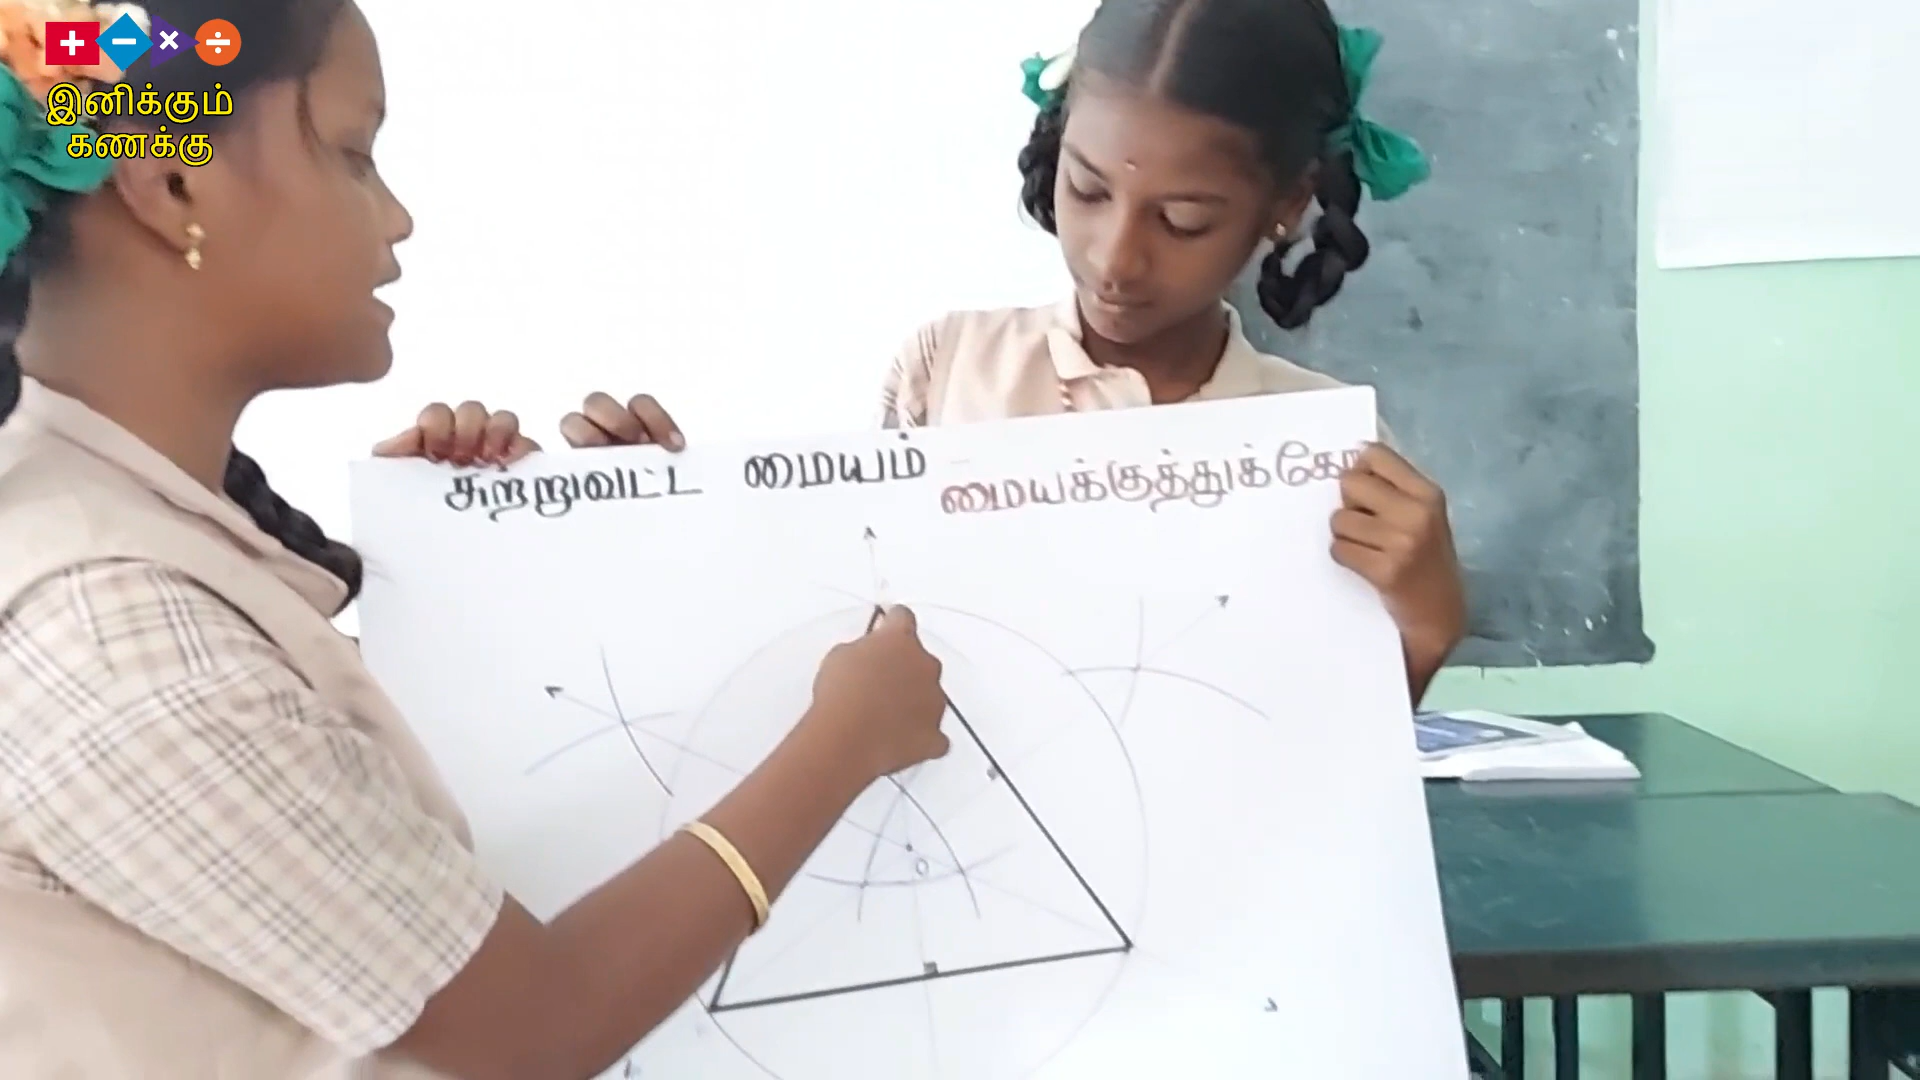 இனிக்கும்
கணக்கு
சுற்றுவட்ட மையம்
மையக்குத்துக்கோ
O